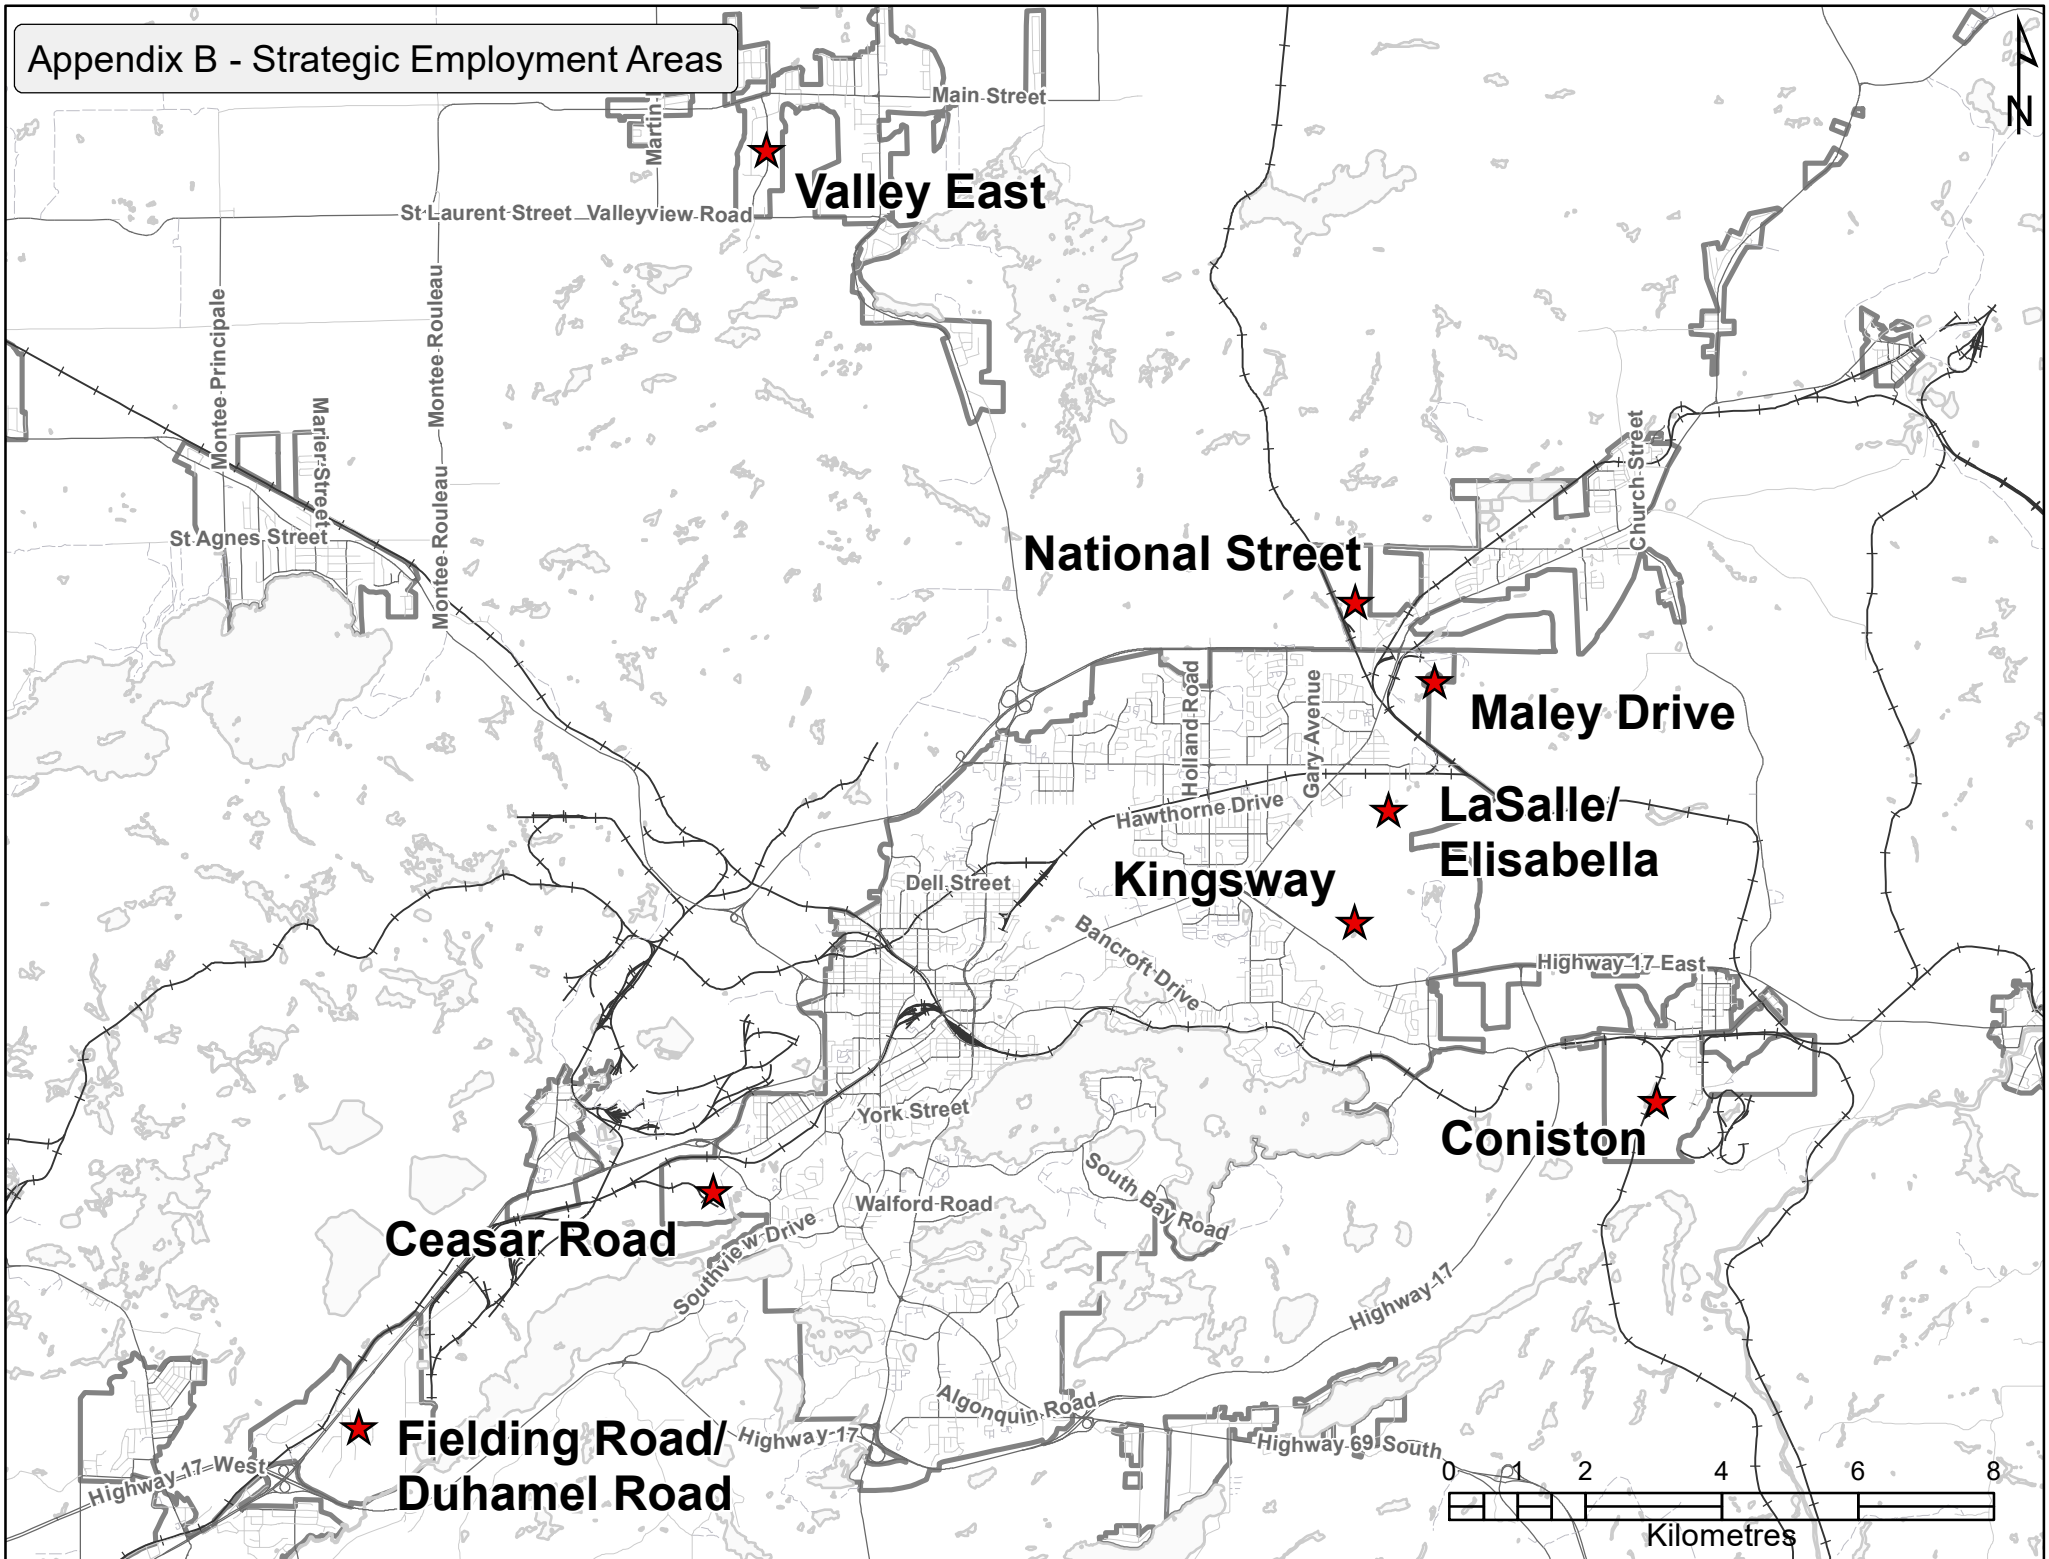 Appendix B - Strategic Employment Areas
N
Main Street
Martin
Valley East
St Laurent Street
Valleyview Road
Montee Principale
Montee Rouleau
Marier Street
Montee Rouleau
St Agnes Street
Church Street
National Street
Holland Road
Gary Avenue
Maley Drive
Hawthorne Drive
LaSalle/
Elisabella
Dell Street
Kingsway
Bancroft Drive
Highway 17 East
York Street
Coniston
South Bay Road
Walford Road
Ceasar Road
Southview Drive
Highway 17
Algonquin Road
Highway 17
Highway 69 South
Fielding Road/
Duhamel Road
Highway 17 West
0 1 2 4 6 8
Kilometres